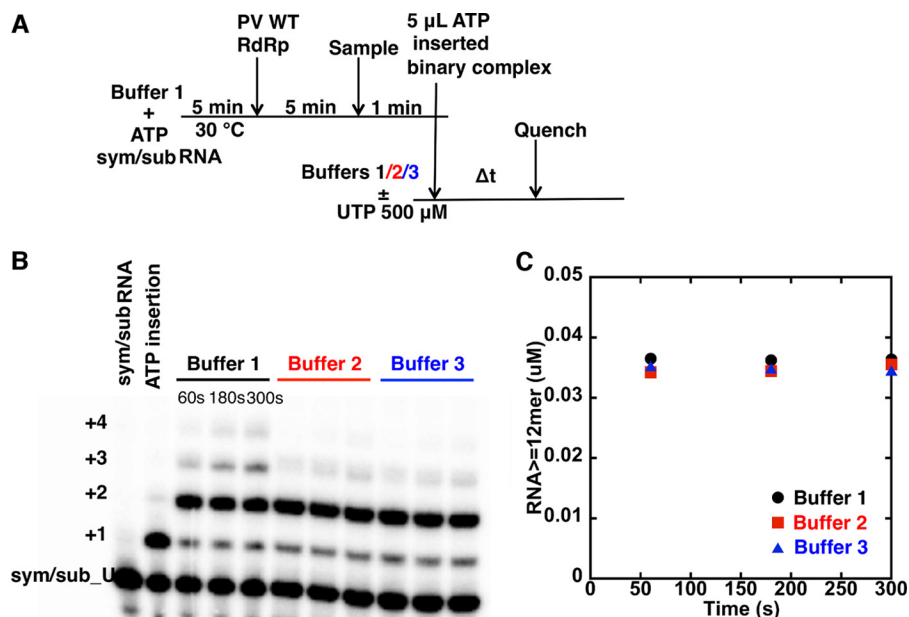 A
PV WT
RdRp
Sample
5 µL ATP
inserted
binary complex
Buffer 1
+
ATP
sym/sub RNA
5 min
5 min
1 min
30 °C
Quench
Buffers 1/2/3
±
UTP 500 µM
Δt
B
sym/sub RNA
ATP insertion
Buffer 1
Buffer 2
Buffer 3
60s 180s 300s
+4
+3
+2
+1
sym/sub_U
C
RNA>=12mer (uM)
0.05
0.04
0.03
0.02
0.01
0
Buffer 1
Buffer 2
Buffer 3
0 50 100 150 200 250 300
Time (s)